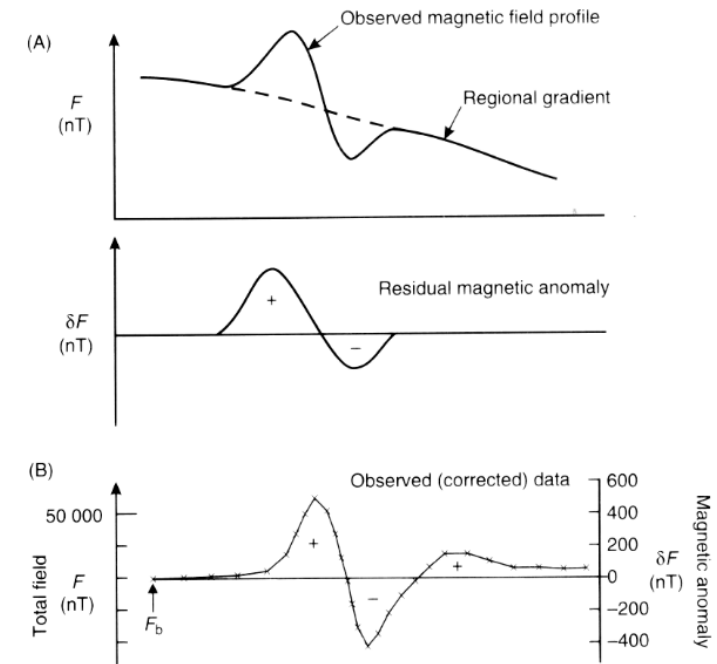 (A)
Observed magnetic field profile
F
(nT)
Regional gradient
δF
(nT)
Residual magnetic anomaly
+
−
(B)
Observed (corrected) data
50 000
Total field
F
(nT)
Fb
+
−
+
600
400
200
0
−200
−400
δF
(nT)
Magnetic anomaly